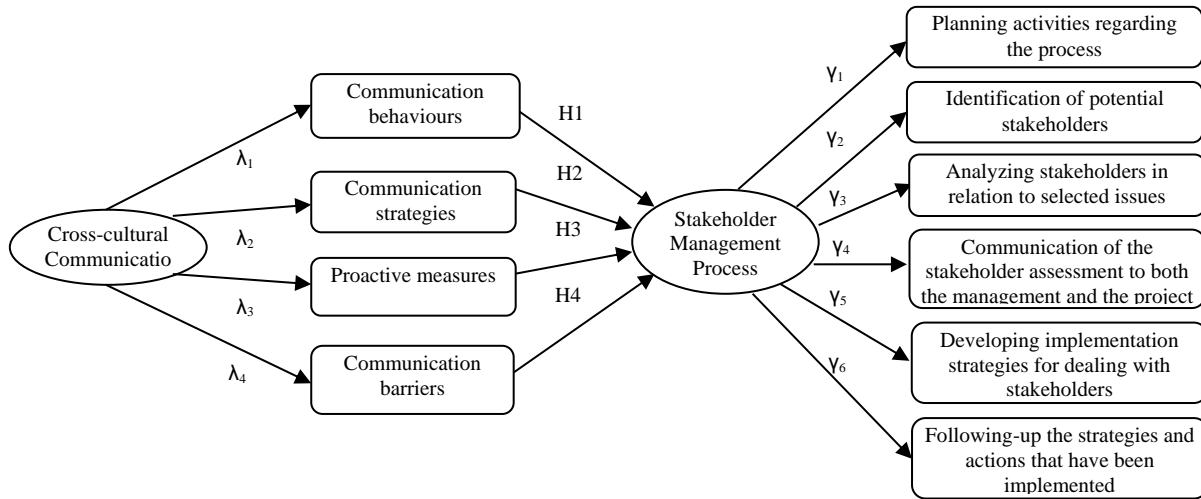 Cross-cultural
Communicatio
λ1
λ2
λ3
λ4
Communication
behaviours
Communication
strategies
Proactive measures
Communication
barriers
H1
H2
H3
H4
Stakeholder
Management
Process
γ1
γ2
γ3
γ4
γ5
γ6
Planning activities regarding
the process
Identification of potential
stakeholders
Analyzing stakeholders in
relation to selected issues
Communication of the
stakeholder assessment to both
the management and the project
Developing implementation
strategies for dealing with
stakeholders
Following-up the strategies and
actions that have been
implemented